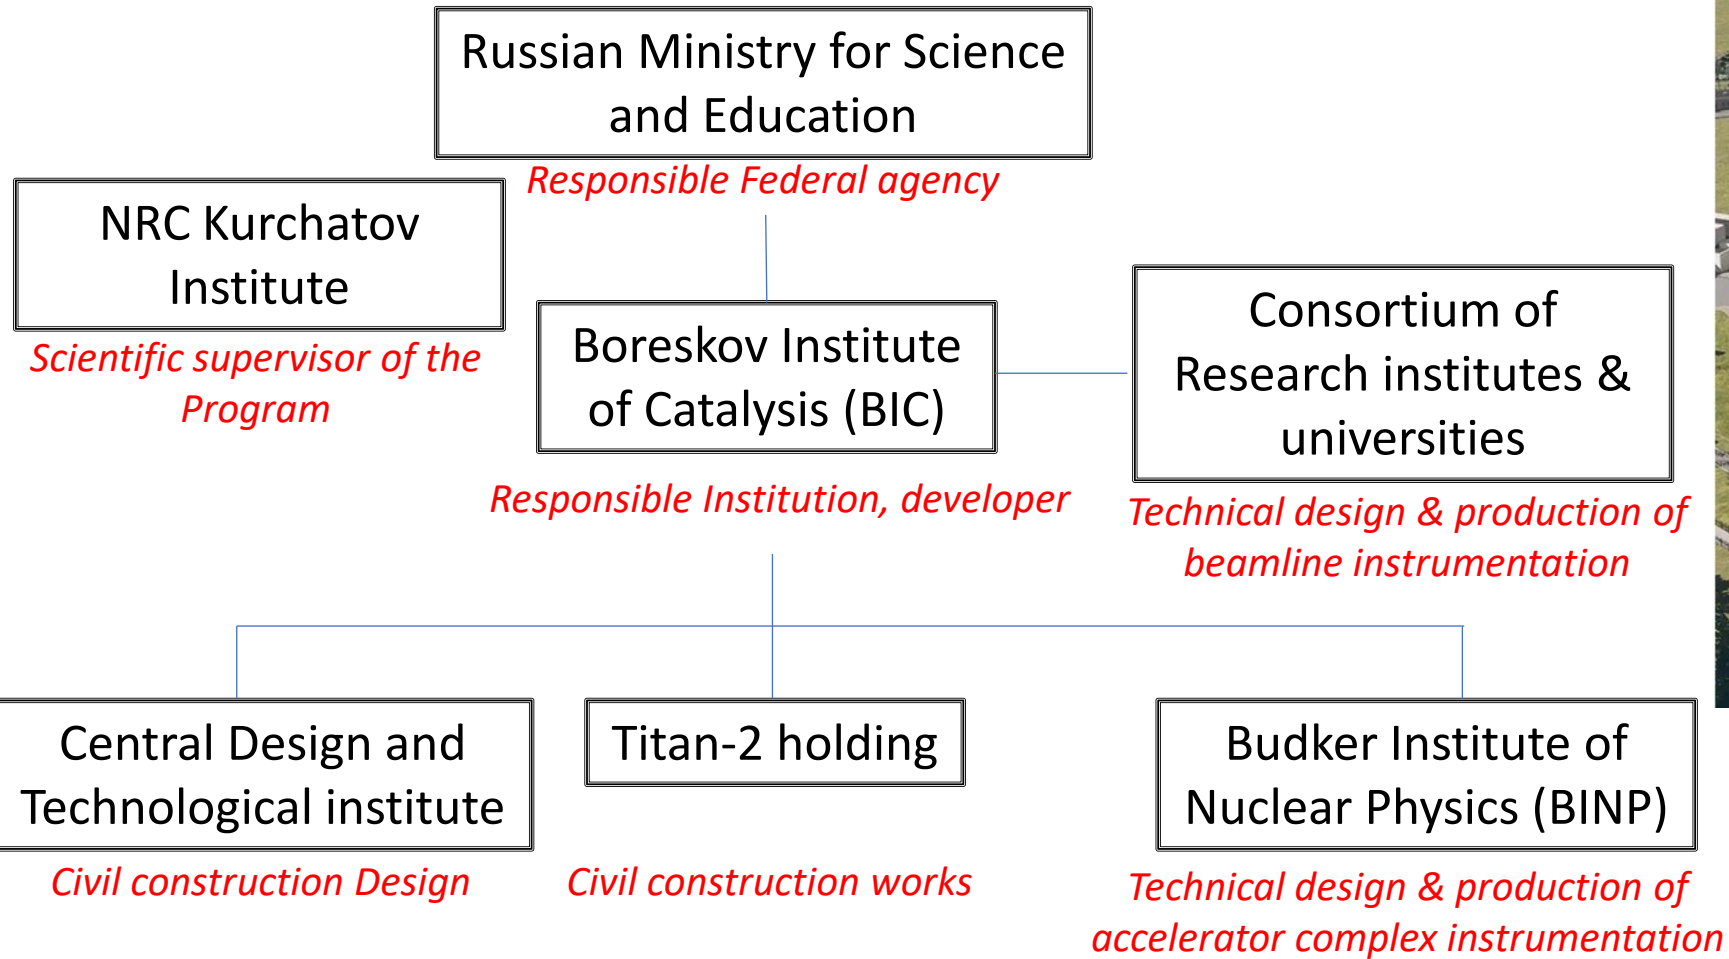 Russian Ministry for Science
and Education
Responsible Federal agency
NRC Kurchatov
Institute
Scientific supervisor of the
Program
Boreskov Institute
of Catalysis (BIC)
Responsible Institution, developer
Consortium of
Research institutes &
universities
Technical design & production of
beamline instrumentation
Central Design and
Technological institute
Civil construction Design
Titan-2 holding
Civil construction works
Budker Institute of
Nuclear Physics (BINP)
Technical design & production of
accelerator complex instrumentation